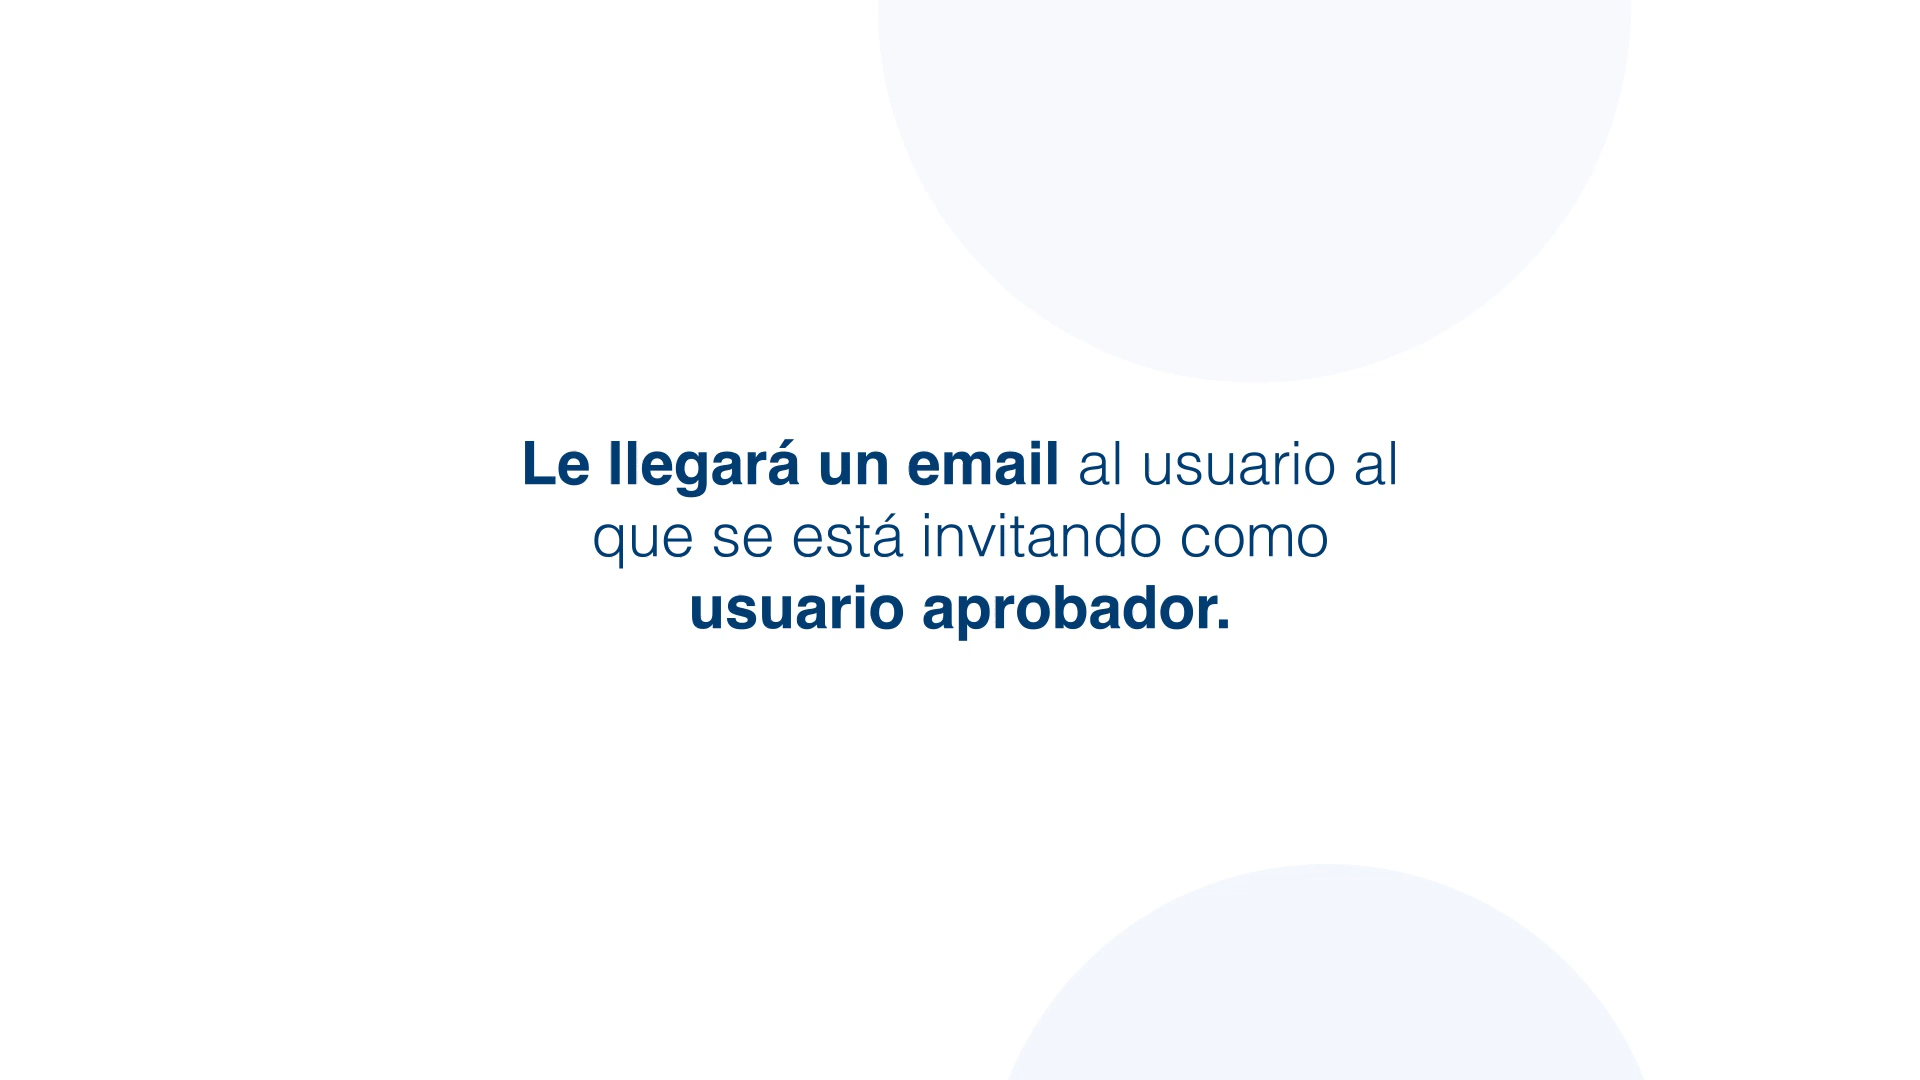 Le llegará un email al usuario al
que se está invitando como
usuario aprobador.